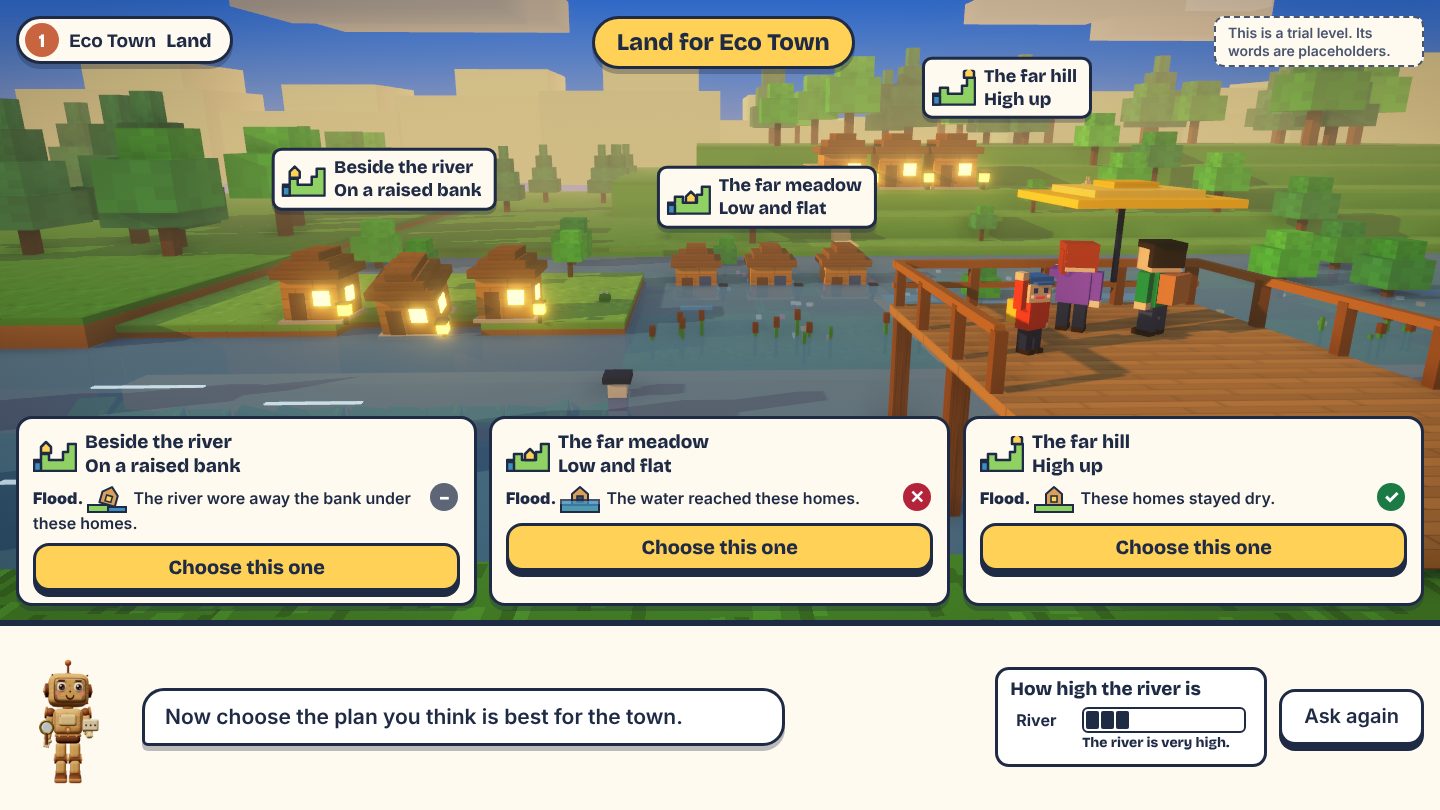 1 Eco Town Land
Land for Eco Town
This is a trial level. Its
words are placeholders.
The far hill
High up
Beside the river
On a raised bank
The far meadow
Low and flat
Beside the river
On a raised bank
Flood. The river wore away the bank under
these homes.
Choose this one
The far meadow
Low and flat
Flood. The water reached these homes.
Choose this one
The far hill
High up
Flood. These homes stayed dry.
Choose this one
Now choose the plan you think is best for the town.
How high the river is
River
The river is very high.
Ask again